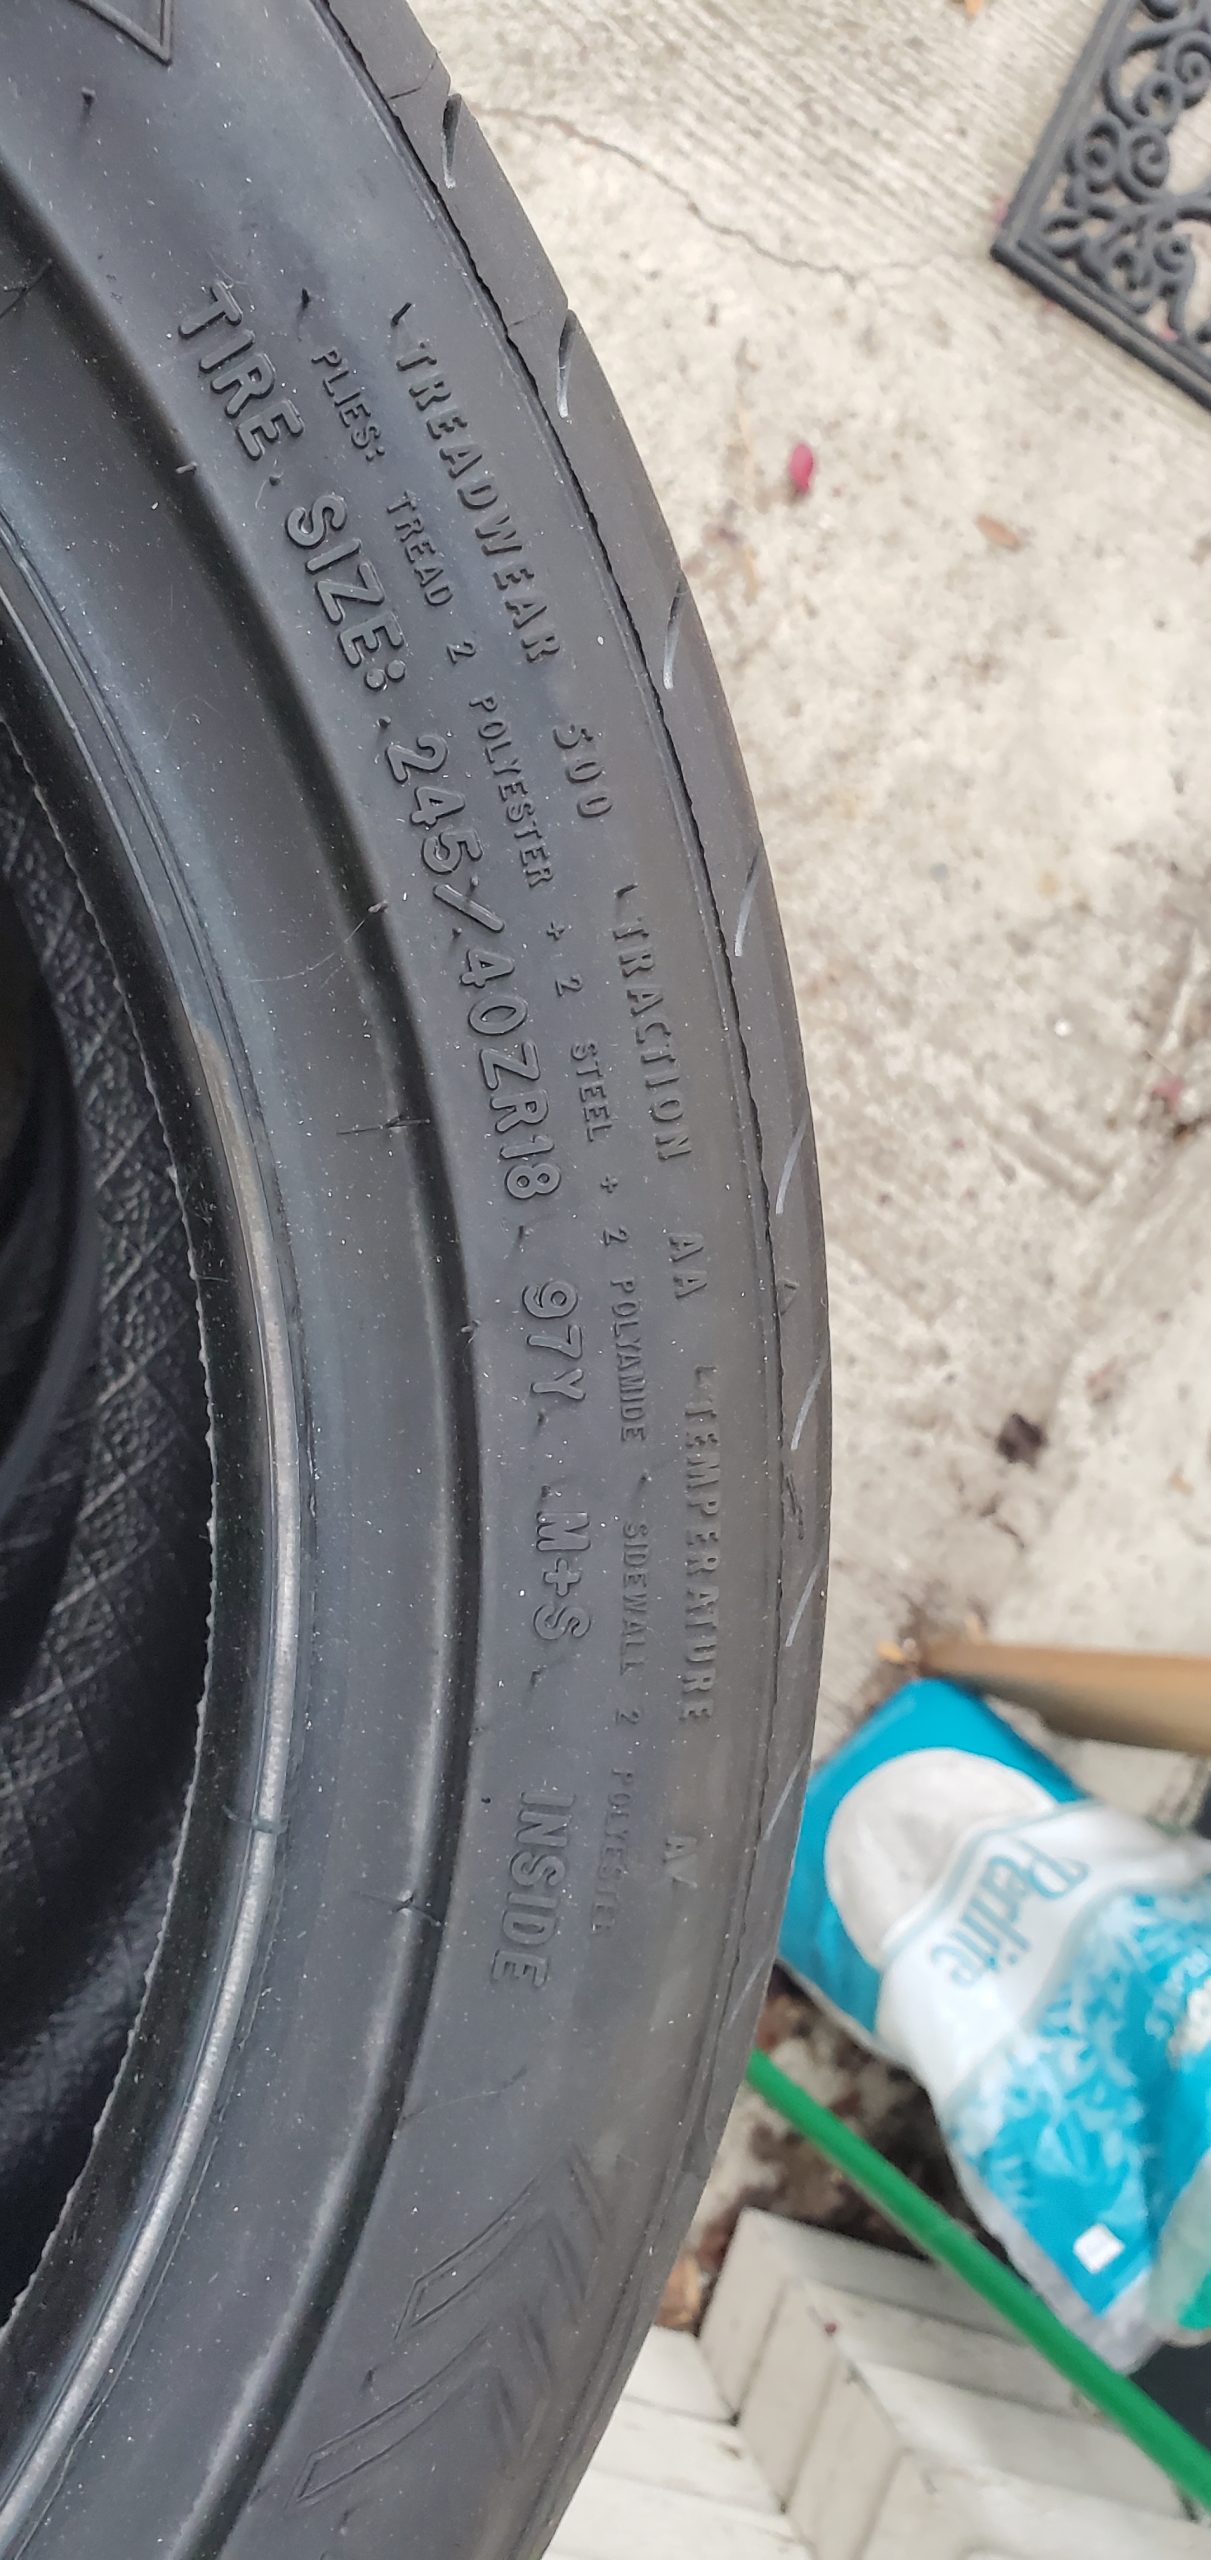 TREADWEAR 500 TRACTION AA TEMPERATURE A
PLIES: TREAD 2 POLYESTER + 2 STEEL + 2 POLYAMIDE SIDEWALL 2 POLYESTER
TIRE SIZE: 245/40ZR18 97Y M+S INSIDE
Perlite